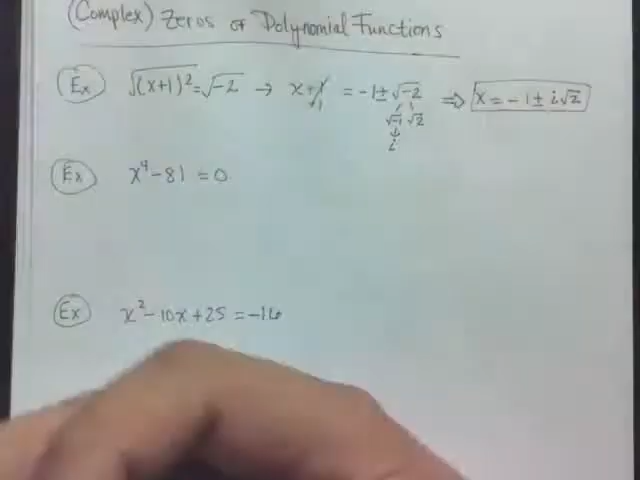 (Complex) Zeros of Polynomial Functions
Ex √(x+1)² = √-2 → x+1 = -1 ± √-2 ⇒ x = -1 ± i√2
-1
√-1 √2
↓
i
Ex x⁴ - 81 = 0
Ex x² - 10x + 25 = -16